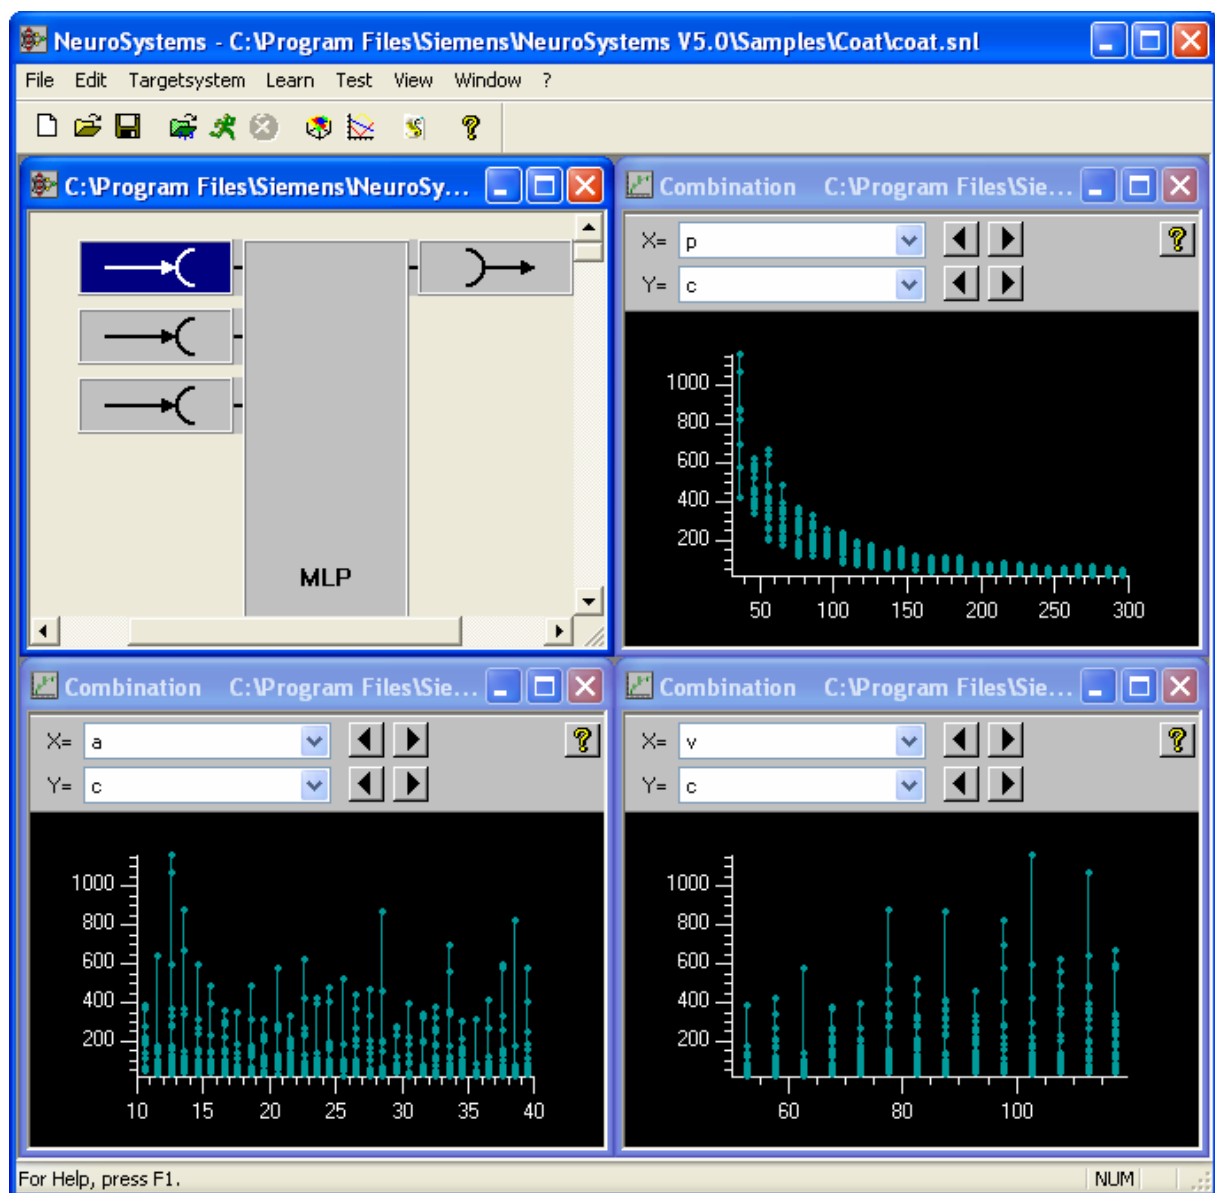 NeuroSystems - C:\Program Files\Siemens\NeuroSystems V5.0\Samples\Coat\coat.snl
File Edit Targetsystem Learn Test View Window ?
C:\Program Files\Siemens\NeuroSy...
MLP
Combination C:\Program Files\Sie...
X= p
Y= c
1000
800
600
400
200
50 100 150 200 250 300
Combination C:\Program Files\Sie...
X= a
Y= c
1000
800
600
400
200
10 15 20 25 30 35 40
Combination C:\Program Files\Sie...
X= v
Y= c
1000
800
600
400
200
60 80 100
For Help, press F1.
NUM